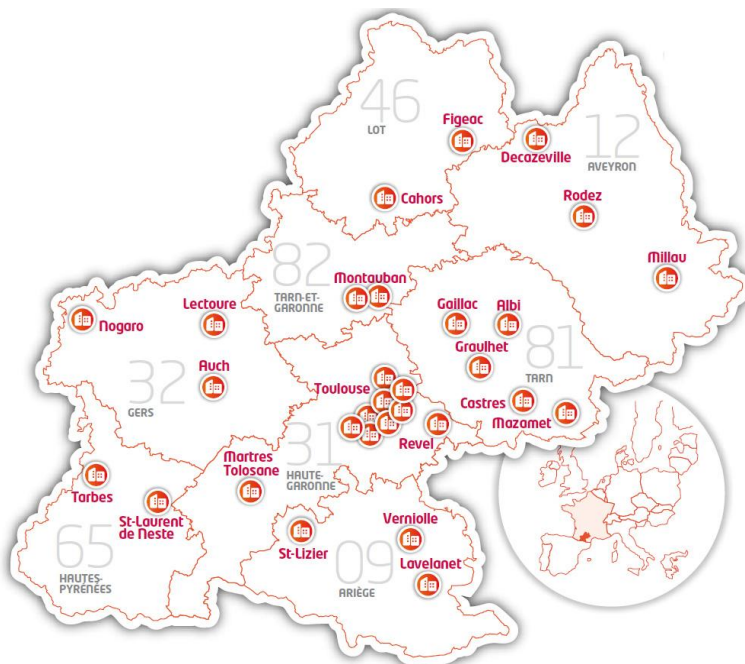 46
LOT
Figeac
12
AVEYRON
Decazeville
Rodez
Cahors
Millau
82
TARN-ET-
GARONNE
Montauban
Nogaro
Lectoure
Auch
32
GERS
Gaillac
Albi
Graulhet
81
TARN
Castres
Mazamet
Toulouse
Revel
31
HAUTE-
GARONNE
Martres
Tolosane
Tarbes
St-Laurent
de Neste
65
HAUTES-
PYRÉNÉES
St-Lizier
09
ARIÈGE
Verniolle
Lavelanet